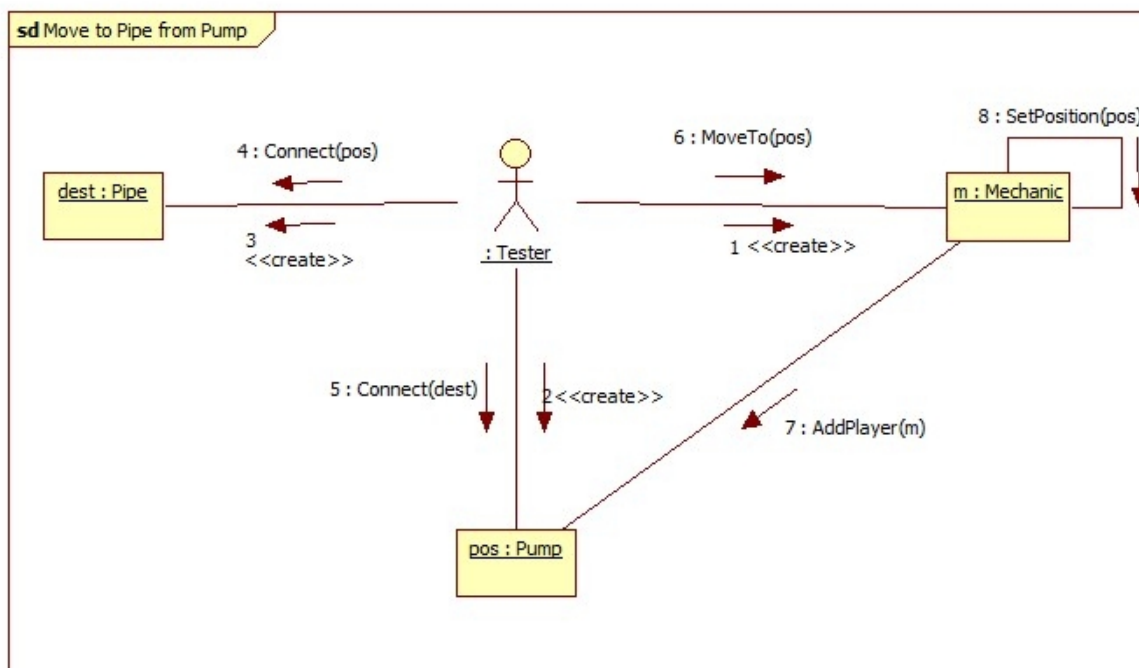 sd Move to Pipe from Pump
8 : SetPosition(pos)
4 : Connect(pos)
6 : MoveTo(pos)
dest : Pipe
m : Mechanic
3
<<create>>
: Tester
1 <<create>>
5 : Connect(dest)
2<<create>>
7 : AddPlayer(m)
pos : Pump